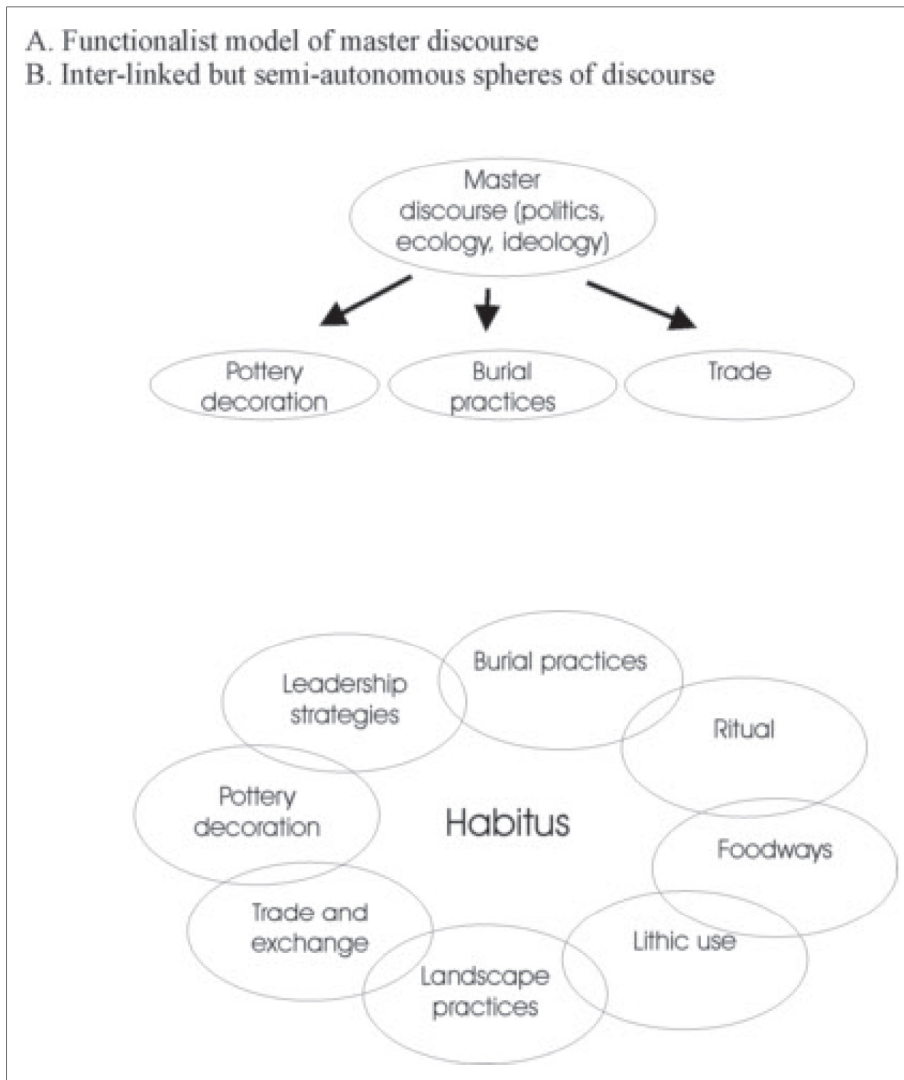 A. Functionalist model of master discourse
B. Inter-linked but semi-autonomous spheres of discourse
Master
discourse (politics,
ecology, ideology)
Pottery
decoration
Burial
practices
Trade
Burial practices
Leadership
strategies
Ritual
Pottery
decoration
Habitus
Foodways
Trade and
exchange
Lithic use
Landscape
practices